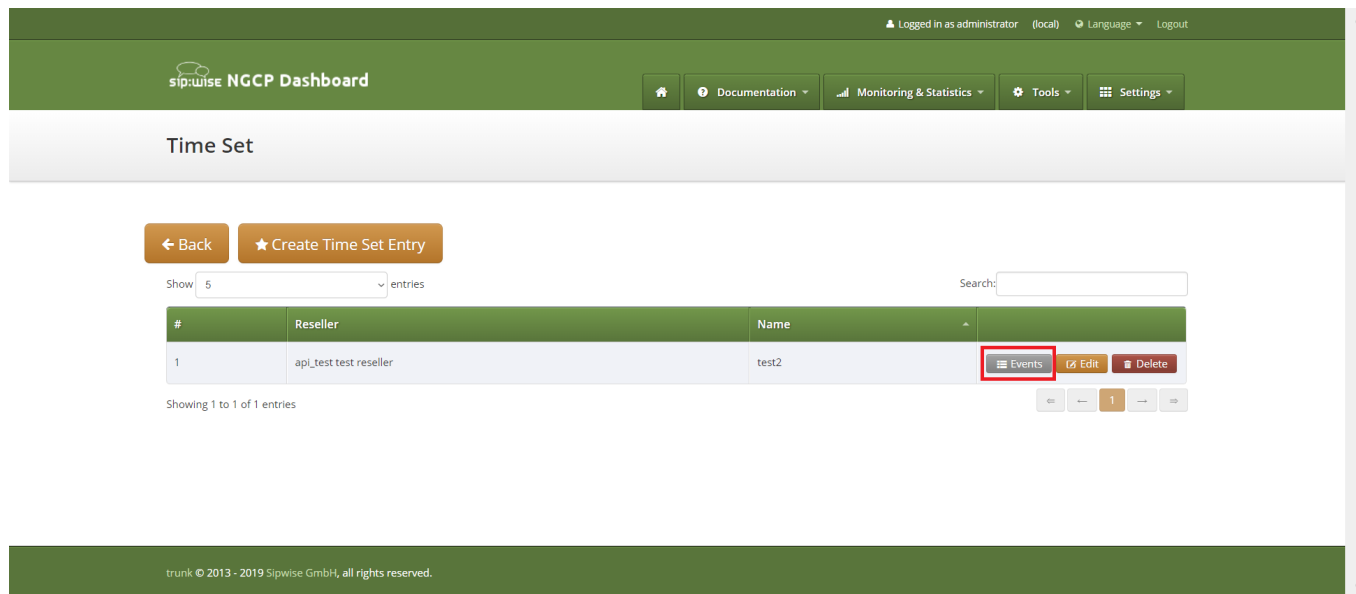 Logged in as administrator (local) Language Logout
sip:wise NGCP Dashboard
Documentation Monitoring & Statistics Tools Settings
Time Set
Back Create Time Set Entry
Show 5 entries Search:
# Reseller Name
1 api_test test reseller test2 Events Edit Delete
Showing 1 to 1 of 1 entries ⇐ ← 1 → ⇒
trunk © 2013 - 2019 Sipwise GmbH, all rights reserved.